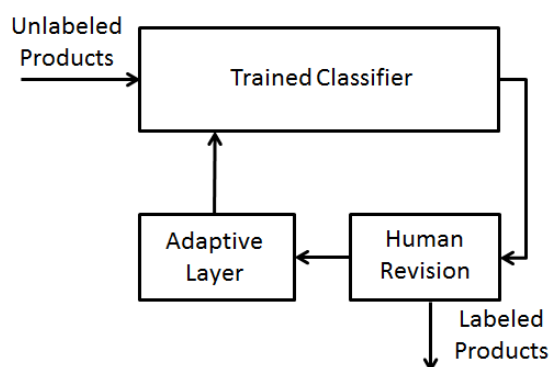 Unlabeled
Products
Trained Classifier
Adaptive
Layer
Human
Revision
Labeled
Products